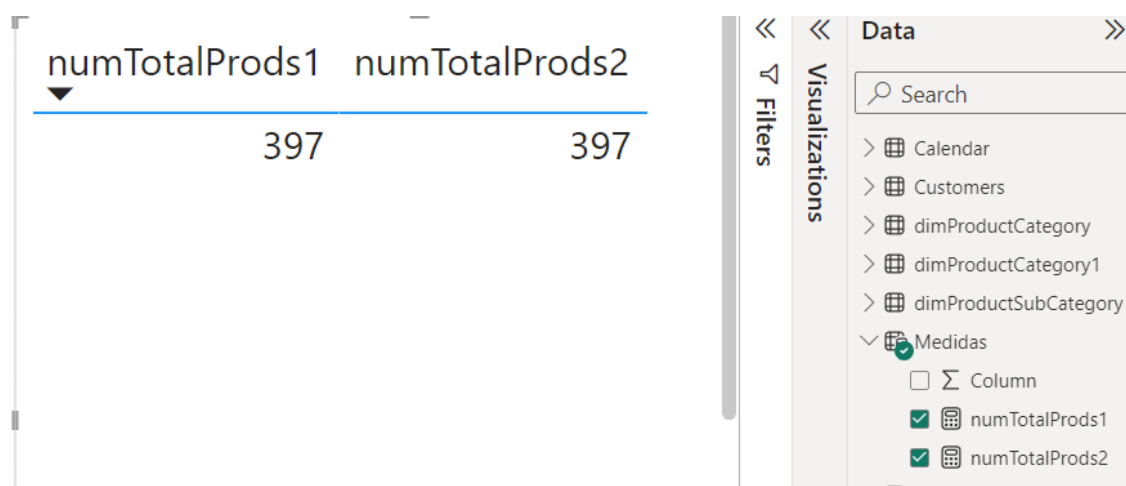 numTotalProds1 numTotalProds2
397 397
Filters
Visualizations
Data
Search
Calendar
Customers
dimProductCategory
dimProductCategory1
dimProductSubCategory
Medidas
Column
numTotalProds1
numTotalProds2